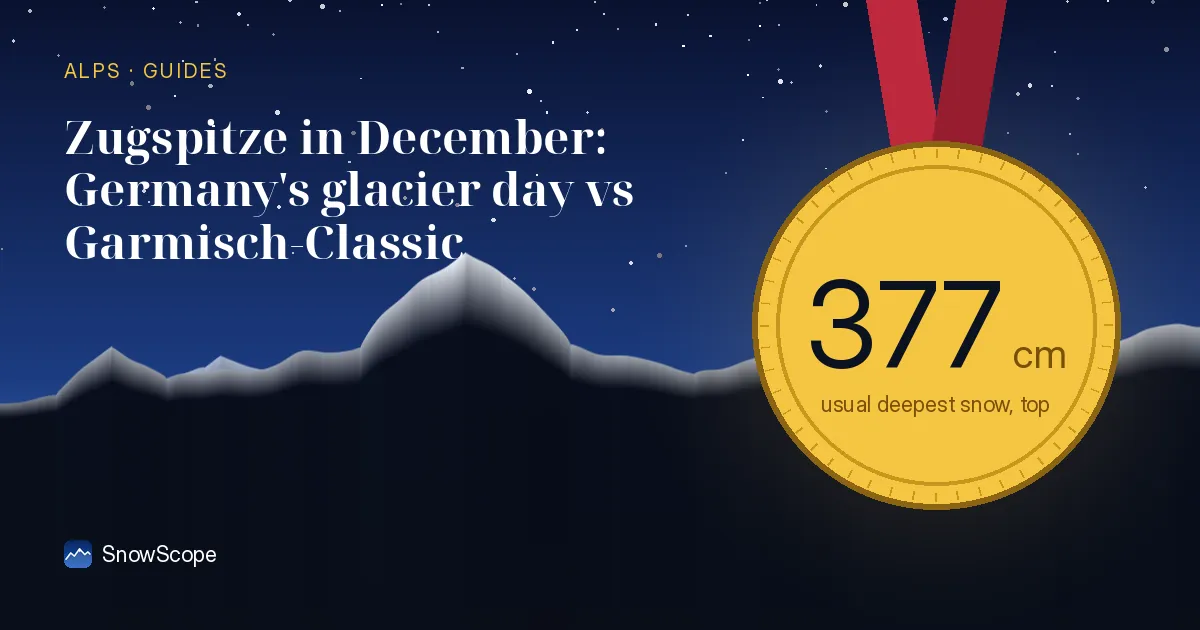 ALPS · GUIDES
Zugspitze in December:
Germany's glacier day vs
Garmisch-Classic
377 cm
usual deepest snow, top
SnowScope